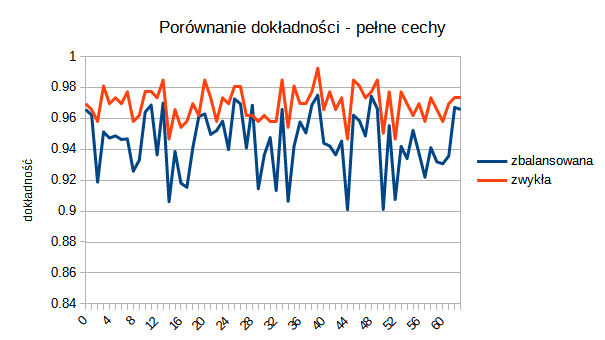 Porównanie dokładności - pełne cechy
1
0.98
0.96
0.94
0.92
0.9
0.88
0.86
0.84
dokładność
0 4 8 12 16 20 24 28 32 36 40 44 48 52 56 60
zbalansowana
zwykła